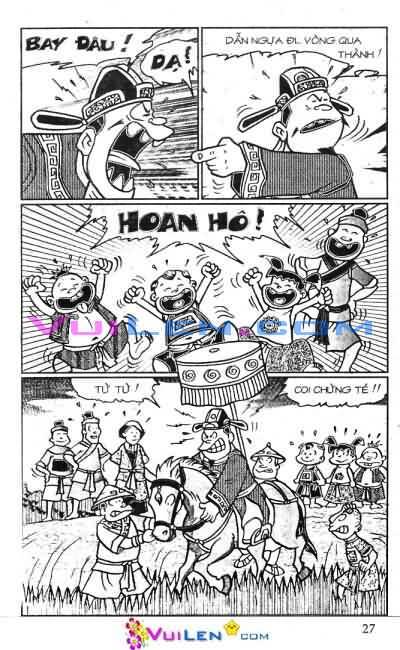 BAY ĐÂU!
DẠ!
DẪN NGỰA ĐI VÒNG QUA
THÀNH!
HOAN HÔ!
VuiLen.com
TỪ TỪ!
COI CHỪNG TÉ!!
27
VuiLen.com